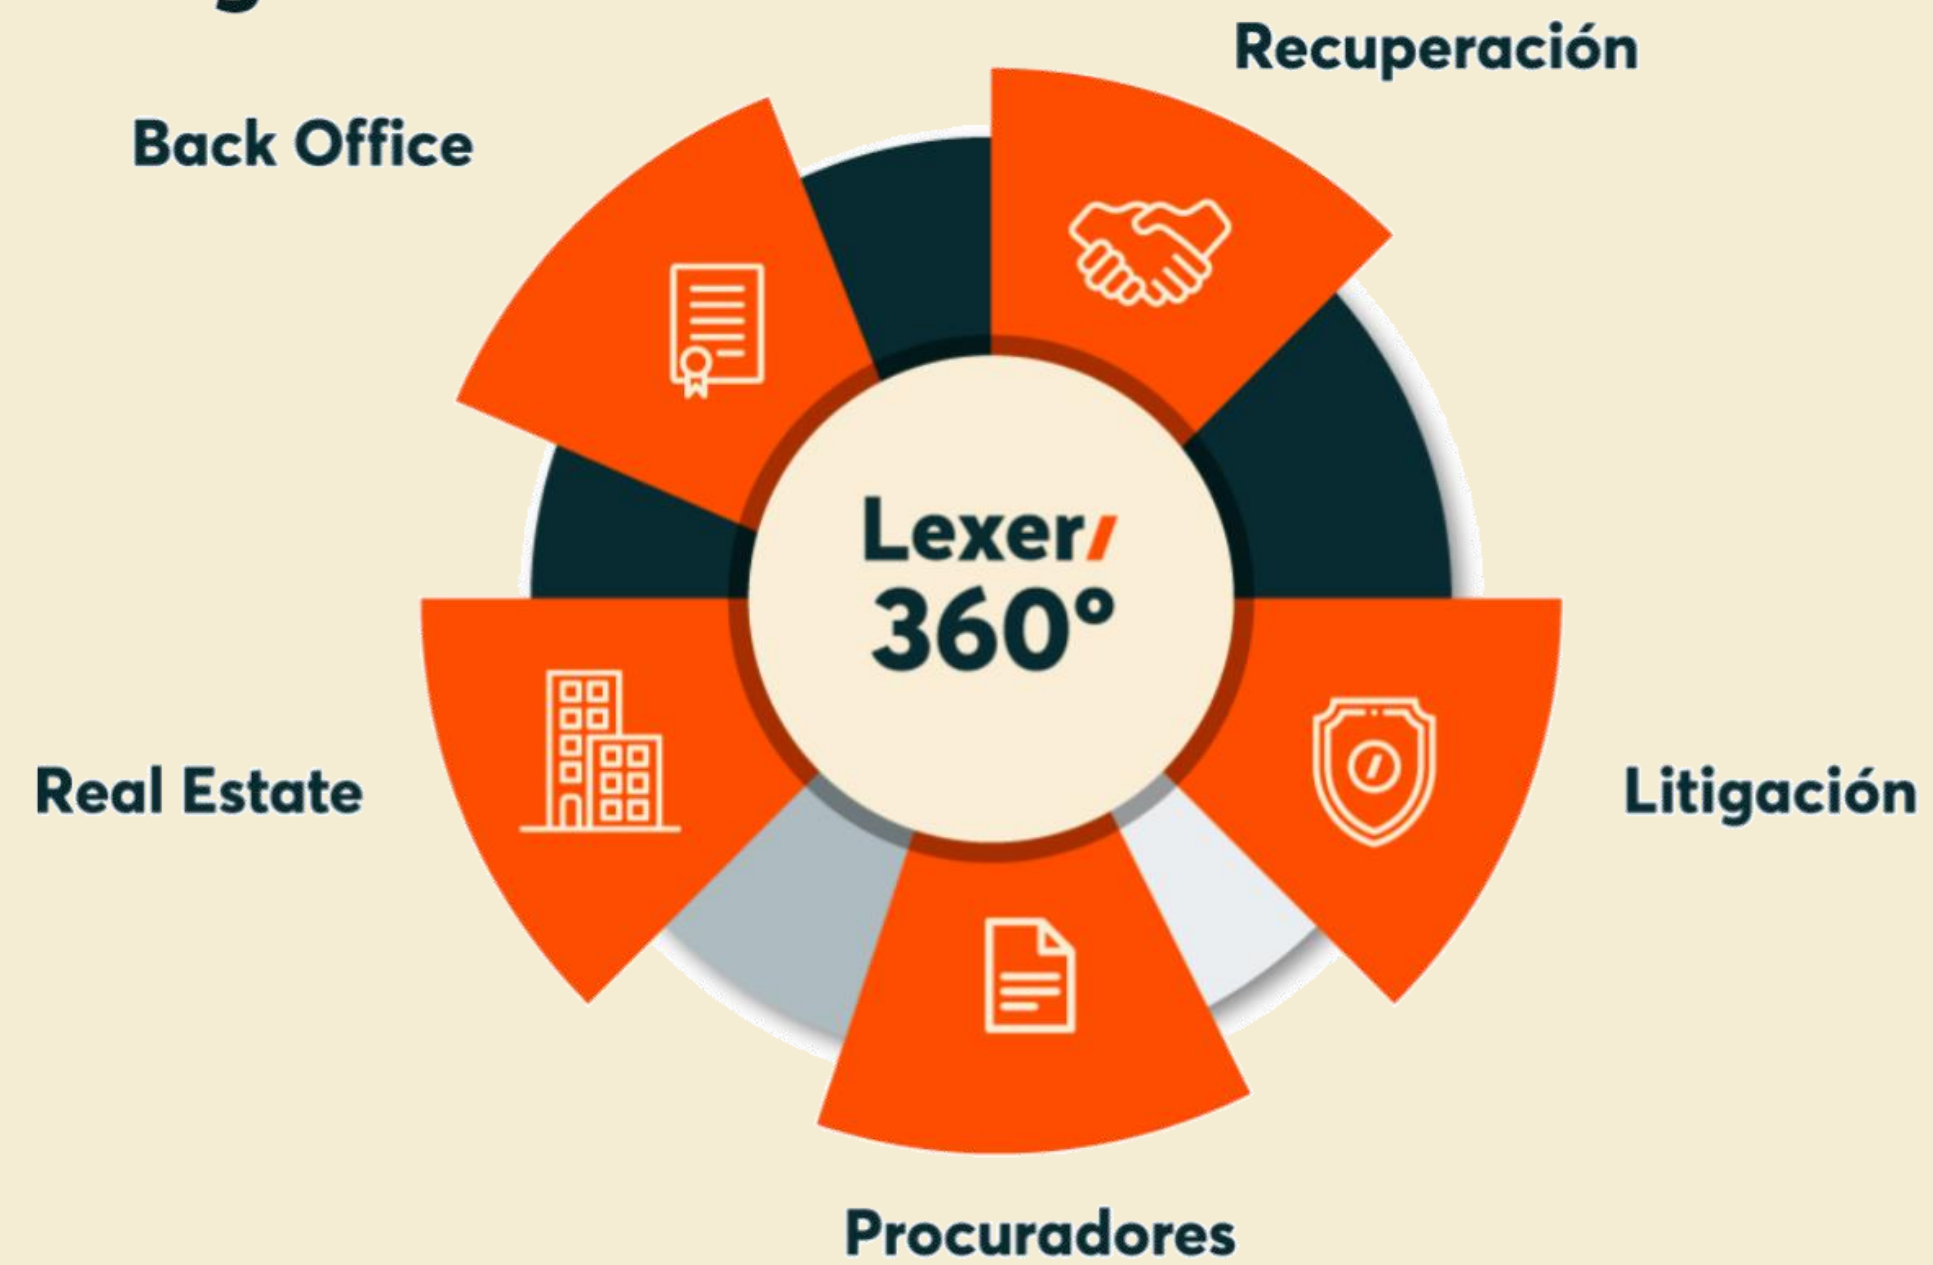 Recuperación
Back Office
Lexer/
360°
Real Estate
Litigación
Procuradores